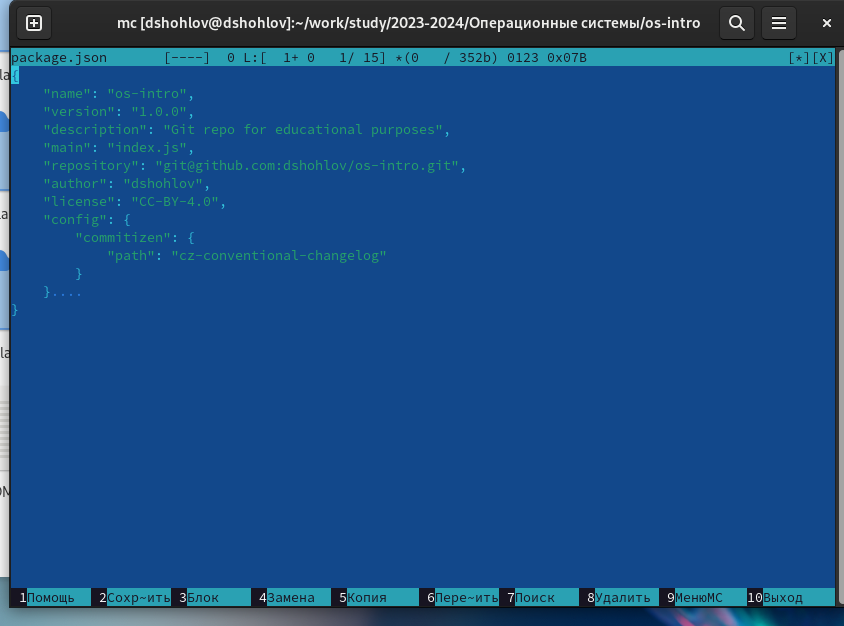 mc [dshohlov@dshohlov]:~/work/study/2023-2024/Операционные системы/os-intro
package.json [----] 0 L:[ 1+ 0 1/ 15] *(0 / 352b) 0123 0x07B [*][X]
{
    "name": "os-intro",
    "version": "1.0.0",
    "description": "Git repo for educational purposes",
    "main": "index.js",
    "repository": "git@github.com:dshohlov/os-intro.git",
    "author": "dshohlov",
    "license": "CC-BY-4.0",
    "config": {
        "commitizen": {
            "path": "cz-conventional-changelog"
        }
    }....
}
1Помощь 2Сохр~ить 3Блок 4Замена 5Копия 6Пере~ить 7Поиск 8Удалить 9МенюMC 10Выход